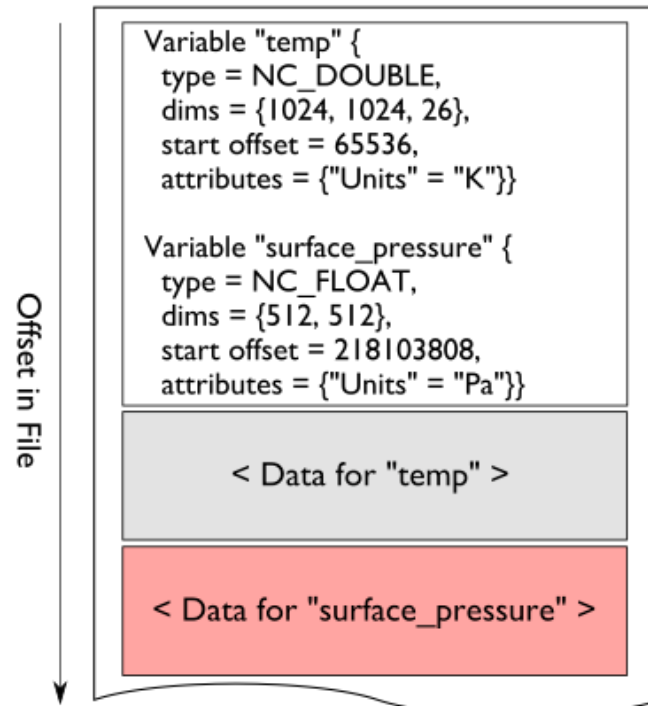 Variable "temp" {
type = NC_DOUBLE,
dims = {1024, 1024, 26},
start offset = 65536,
attributes = {"Units" = "K"}}
Variable "surface_pressure" {
type = NC_FLOAT,
dims = {512, 512},
start offset = 218103808,
attributes = {"Units" = "Pa"}}
Offset in File
< Data for "temp" >
< Data for "surface_pressure" >